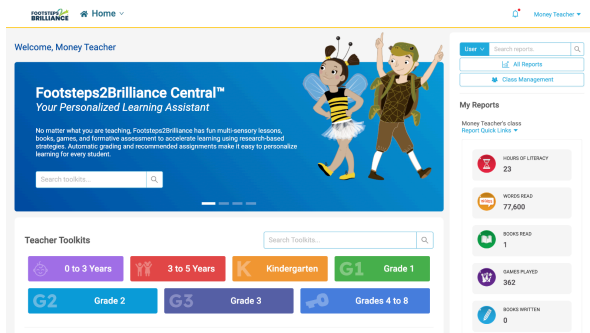 FOOTSTEPS2
BRILLIANCE
Home
Money Teacher
Welcome, Money Teacher
Footsteps2Brilliance Central™
Your Personalized Learning Assistant
No matter what you are teaching, Footsteps2Brilliance has fun multi-sensory lessons,
books, games, and formative assessment to accelerate learning using research-based
strategies. Automatic grading and recommended assignments make it easy to personalize
learning for every student.
Search toolkits...
User
Search reports...
All Reports
Class Management
My Reports
Money Teacher's class
Report Quick Links
HOURS OF LITERACY
23
WORDS READ
77,600
BOOKS READ
1
GAMES PLAYED
362
BOOKS WRITTEN
0
Teacher Toolkits
Search Toolkits...
0 to 3 Years
3 to 5 Years
K
Kindergarten
G1
Grade 1
G2
Grade 2
G3
Grade 3
Grades 4 to 8